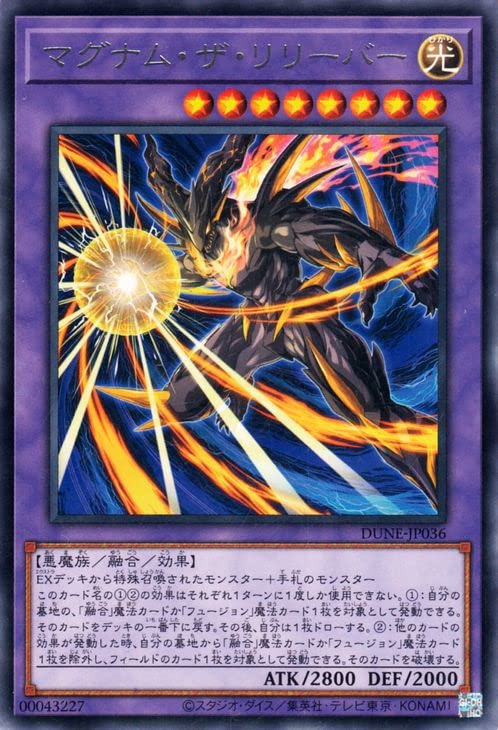 マグナム・ザ・リリーバー
光
DUNE-JP036
【悪魔族/融合/効果】
EXデッキから特殊召喚されたモンスター+手札のモンスター
このカード名の①②の効果はそれぞれ1ターンに1度しか使用できない。①:自分の
墓地の、「融合」魔法カードか「フュージョン」魔法カード1枚を対象として発動できる。
そのカードをデッキの一番下に戻す。その後、自分は1枚ドローする。②:他のカードの
効果が発動した時、自分の墓地から「融合」魔法カードか「フュージョン」魔法カード
1枚を除外し、フィールドのカード1枚を対象として発動できる。そのカードを破壊する。
ATK/2800 DEF/2000
00043227 ©スタジオ・ダイス/集英社・テレビ東京・KONAMI